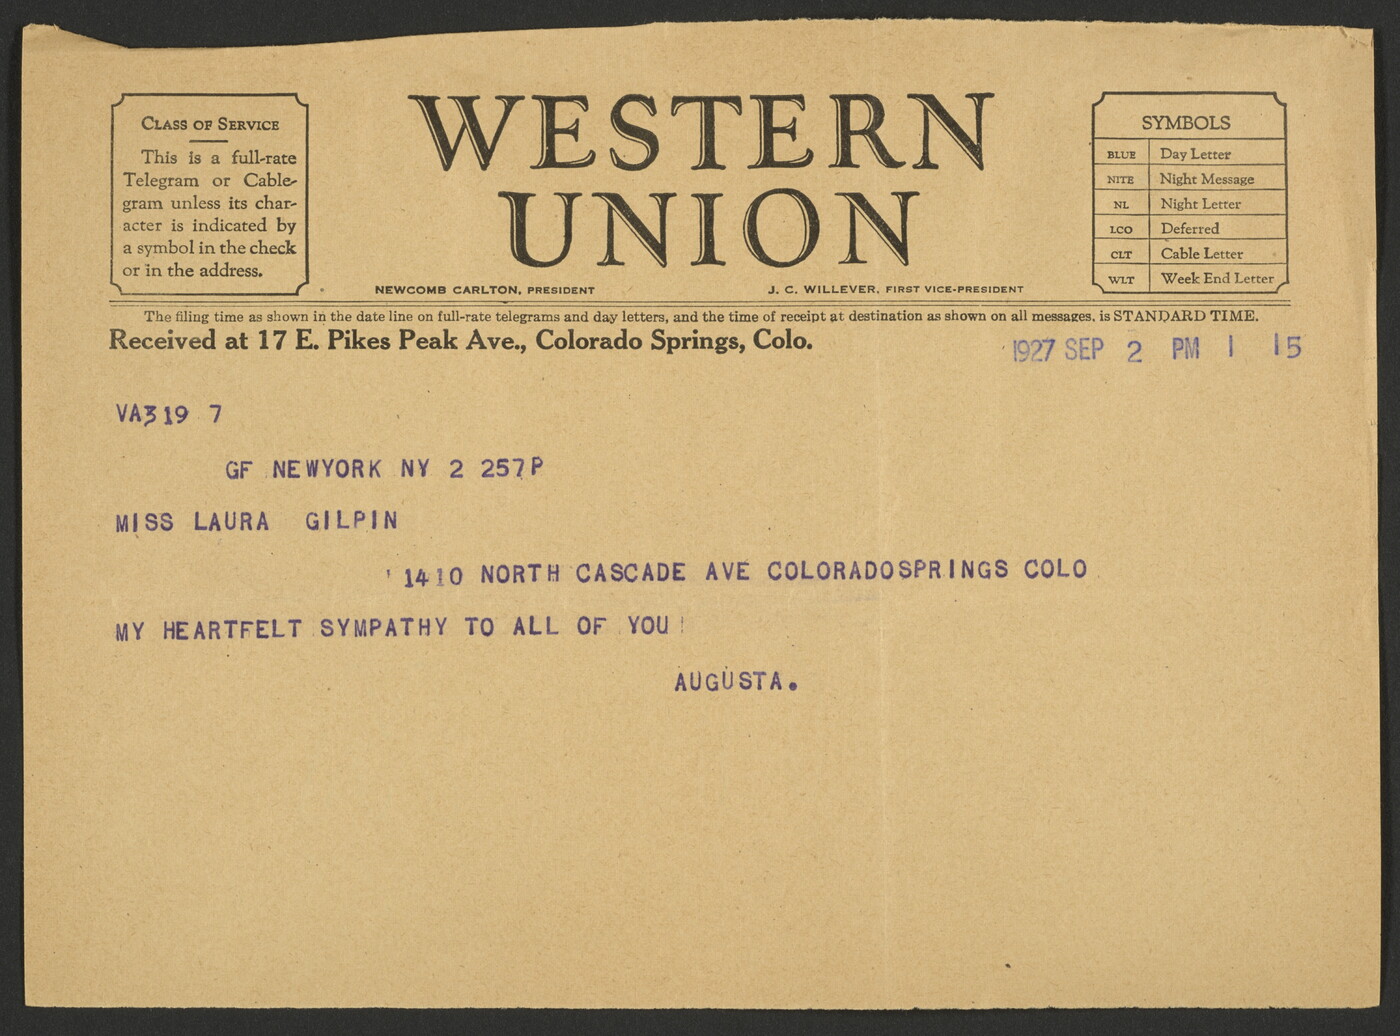 CLASS OF SERVICE
This is a full-rate
Telegram or Cable-
gram unless its char-
acter is indicated by
a symbol in the check
or in the address.
WESTERN
UNION
NEWCOMB CARLTON, PRESIDENT
J. C. WILLEVER, FIRST VICE-PRESIDENT
SYMBOLS
BLUE Day Letter
NITE Night Message
NL Night Letter
LCO Deferred
CLT Cable Letter
WLT Week End Letter
The filing time as shown in the date line on full-rate telegrams and day letters, and the time of receipt at destination as shown on all messages, is STANDARD TIME.
Received at 17 E. Pikes Peak Ave., Colorado Springs, Colo.
1927 SEP 2 PM 1 15
VA319 7
GF NEWYORK NY 2 257P
MISS LAURA GILPIN
1410 NORTH CASCADE AVE COLORADOSPRINGS COLO
MY HEARTFELT SYMPATHY TO ALL OF YOU
AUGUSTA.